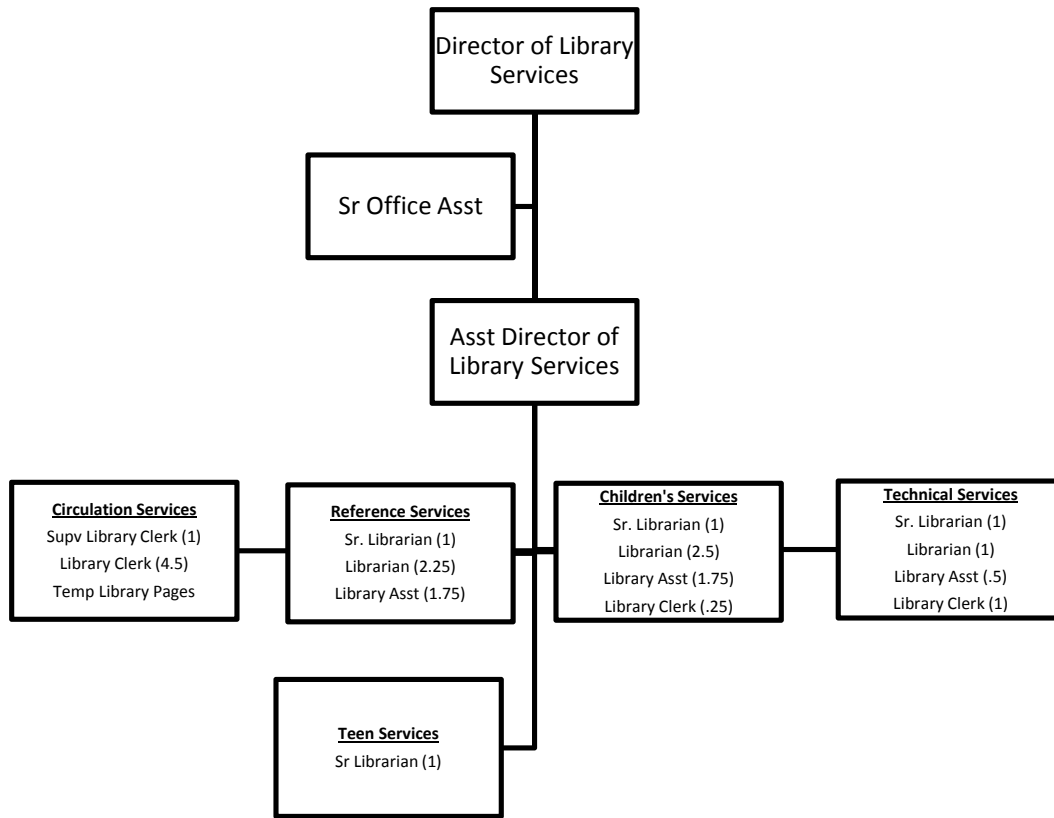 Director of Library
Services
Sr Office Asst
Asst Director of
Library Services
Circulation Services
Supv Library Clerk (1)
Library Clerk (4.5)
Temp Library Pages
Reference Services
Sr. Librarian (1)
Librarian (2.25)
Library Asst (1.75)
Children's Services
Sr. Librarian (1)
Librarian (2.5)
Library Asst (1.75)
Library Clerk (.25)
Technical Services
Sr. Librarian (1)
Librarian (1)
Library Asst (.5)
Library Clerk (1)
Teen Services
Sr Librarian (1)